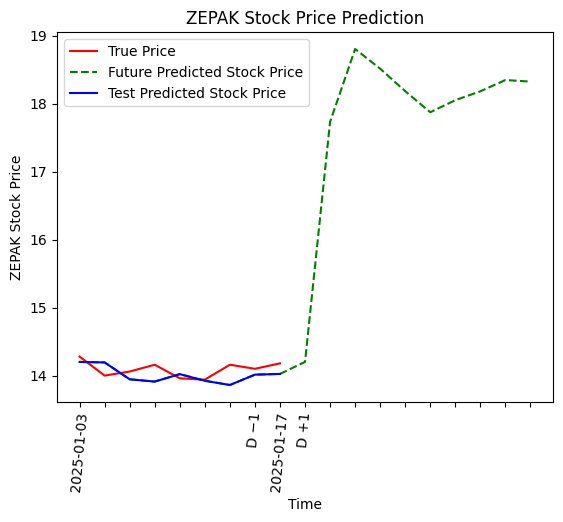 ZEPAK Stock Price Prediction
True Price
Future Predicted Stock Price
Test Predicted Stock Price
ZEPAK Stock Price
19
18
17
16
15
14
2025-01-03
D −1
2025-01-17
D +1
Time